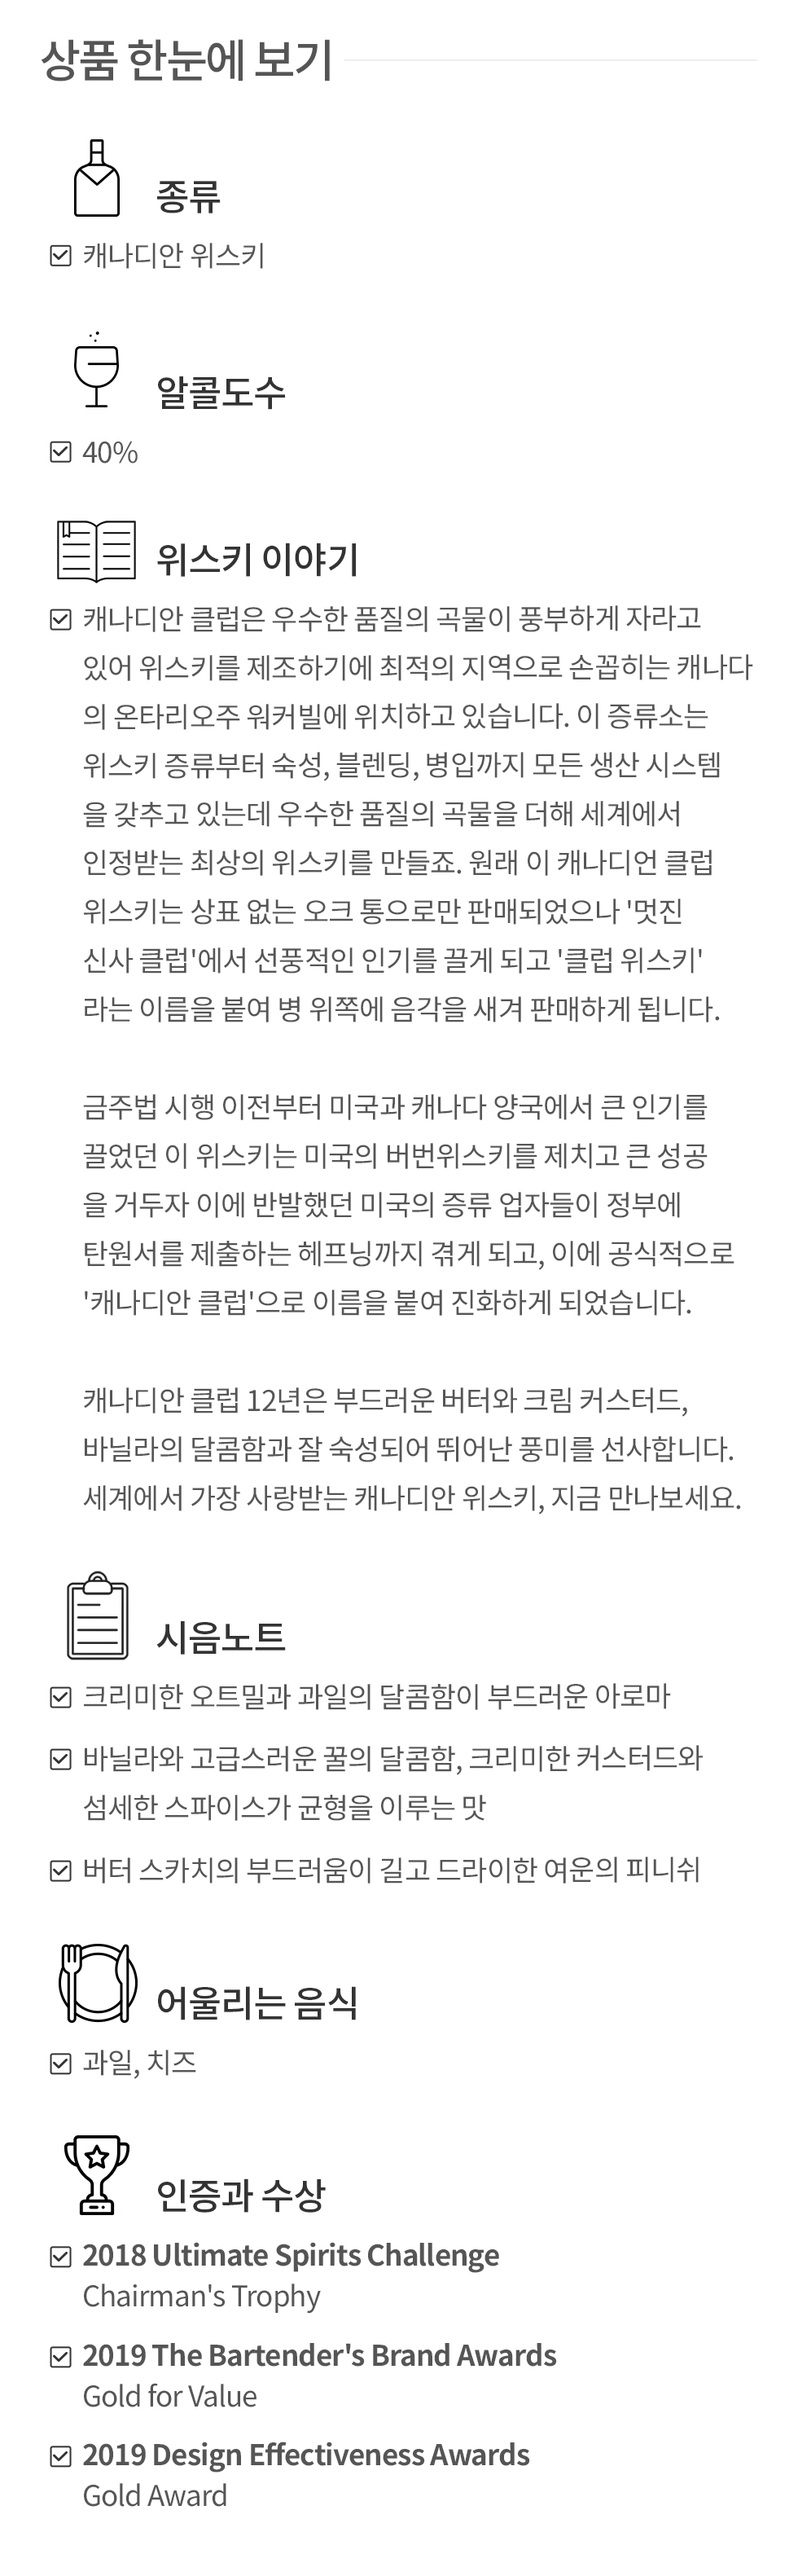 상품 한눈에 보기
종류
캐나디안 위스키
알콜도수
40%
위스키 이야기
캐나디안 클럽은 우수한 품질의 곡물이 풍부하게 자라고
있어 위스키를 제조하기에 최적의 지역으로 손꼽히는 캐나다
의 온타리오주 워커빌에 위치하고 있습니다. 이 증류소는
위스키 증류부터 숙성, 블렌딩, 병입까지 모든 생산 시스템
을 갖추고 있는데 우수한 품질의 곡물을 더해 세계에서
인정받는 최상의 위스키를 만들죠. 원래 이 캐나디언 클럽
위스키는 상표 없는 오크 통으로만 판매되었으나 '멋진
신사 클럽'에서 선풍적인 인기를 끌게 되고 '클럽 위스키'
라는 이름을 붙여 병 위쪽에 음각을 새겨 판매하게 됩니다.
금주법 시행 이전부터 미국과 캐나다 양국에서 큰 인기를
끌었던 이 위스키는 미국의 버번위스키를 제치고 큰 성공
을 거두자 이에 반발했던 미국의 증류 업자들이 정부에
탄원서를 제출하는 헤프닝까지 겪게 되고, 이에 공식적으로
'캐나디안 클럽'으로 이름을 붙여 진화하게 되었습니다.
캐나디안 클럽 12년은 부드러운 버터와 크림 커스터드,
바닐라의 달콤함과 잘 숙성되어 뛰어난 풍미를 선사합니다.
세계에서 가장 사랑받는 캐나디안 위스키, 지금 만나보세요.
시음노트
크리미한 오트밀과 과일의 달콤함이 부드러운 아로마
바닐라와 고급스러운 꿀의 달콤함, 크리미한 커스터드와
섬세한 스파이스가 균형을 이루는 맛
버터 스카치의 부드러움이 길고 드라이한 여운의 피니쉬
어울리는 음식
과일, 치즈
인증과 수상
2018 Ultimate Spirits Challenge
Chairman's Trophy
2019 The Bartender's Brand Awards
Gold for Value
2019 Design Effectiveness Awards
Gold Award